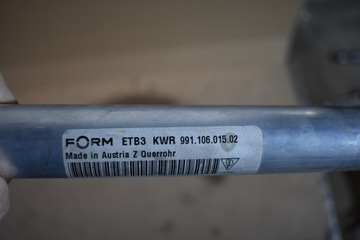 FORM ETB3 KWR 991.106.015.02
Made in Austria Z Querrohr